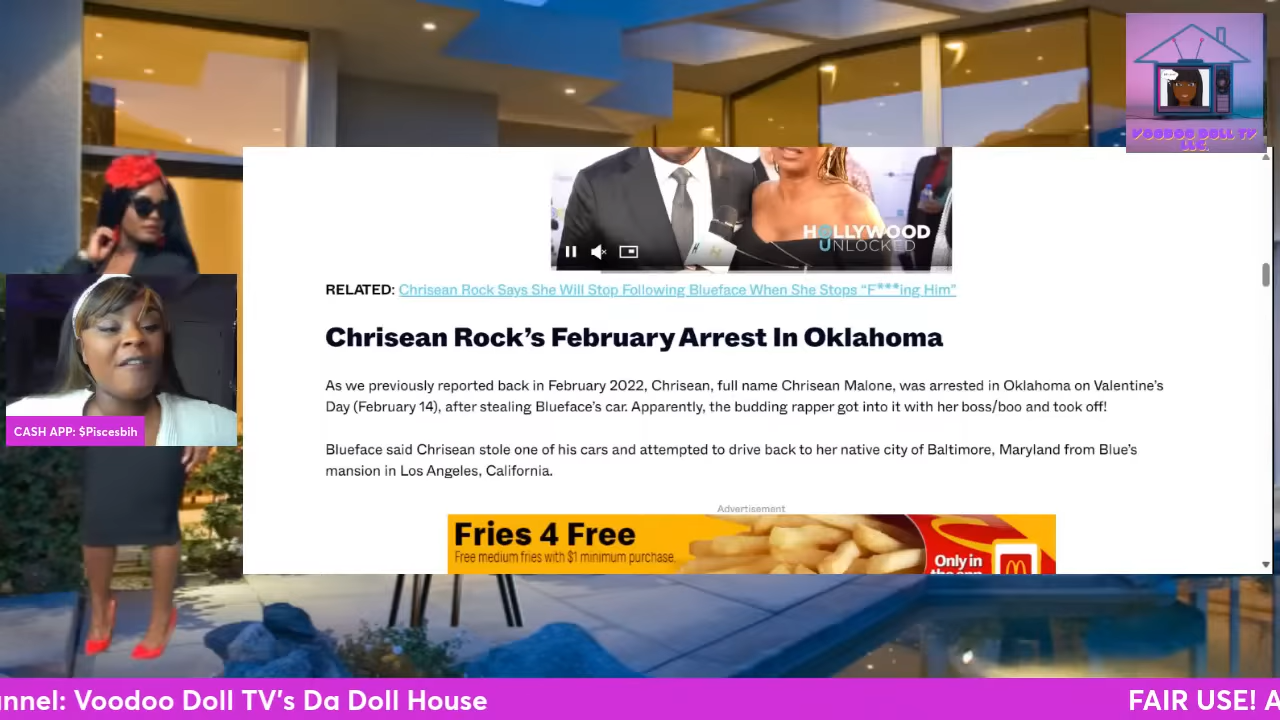 VOODOO DOLL TV
LLC.
HOLLYWOOD
UNLOCKED
RELATED: Chrisean Rock Says She Will Stop Following Blueface When She Stops “F***ing Him”
Chrisean Rock’s February Arrest In Oklahoma
As we previously reported back in February 2022, Chrisean, full name Chrisean Malone, was arrested in Oklahoma on Valentine’s
Day (February 14), after stealing Blueface’s car. Apparently, the budding rapper got into it with her boss/boo and took off!
Blueface said Chrisean stole one of his cars and attempted to drive back to her native city of Baltimore, Maryland from Blue’s
mansion in Los Angeles, California.
CASH APP: $Piscesbih
Advertisement
Fries 4 Free
Free medium fries with $1 minimum purchase.
Only in
the app
nnel: Voodoo Doll TV's Da Doll House
FAIR USE! A